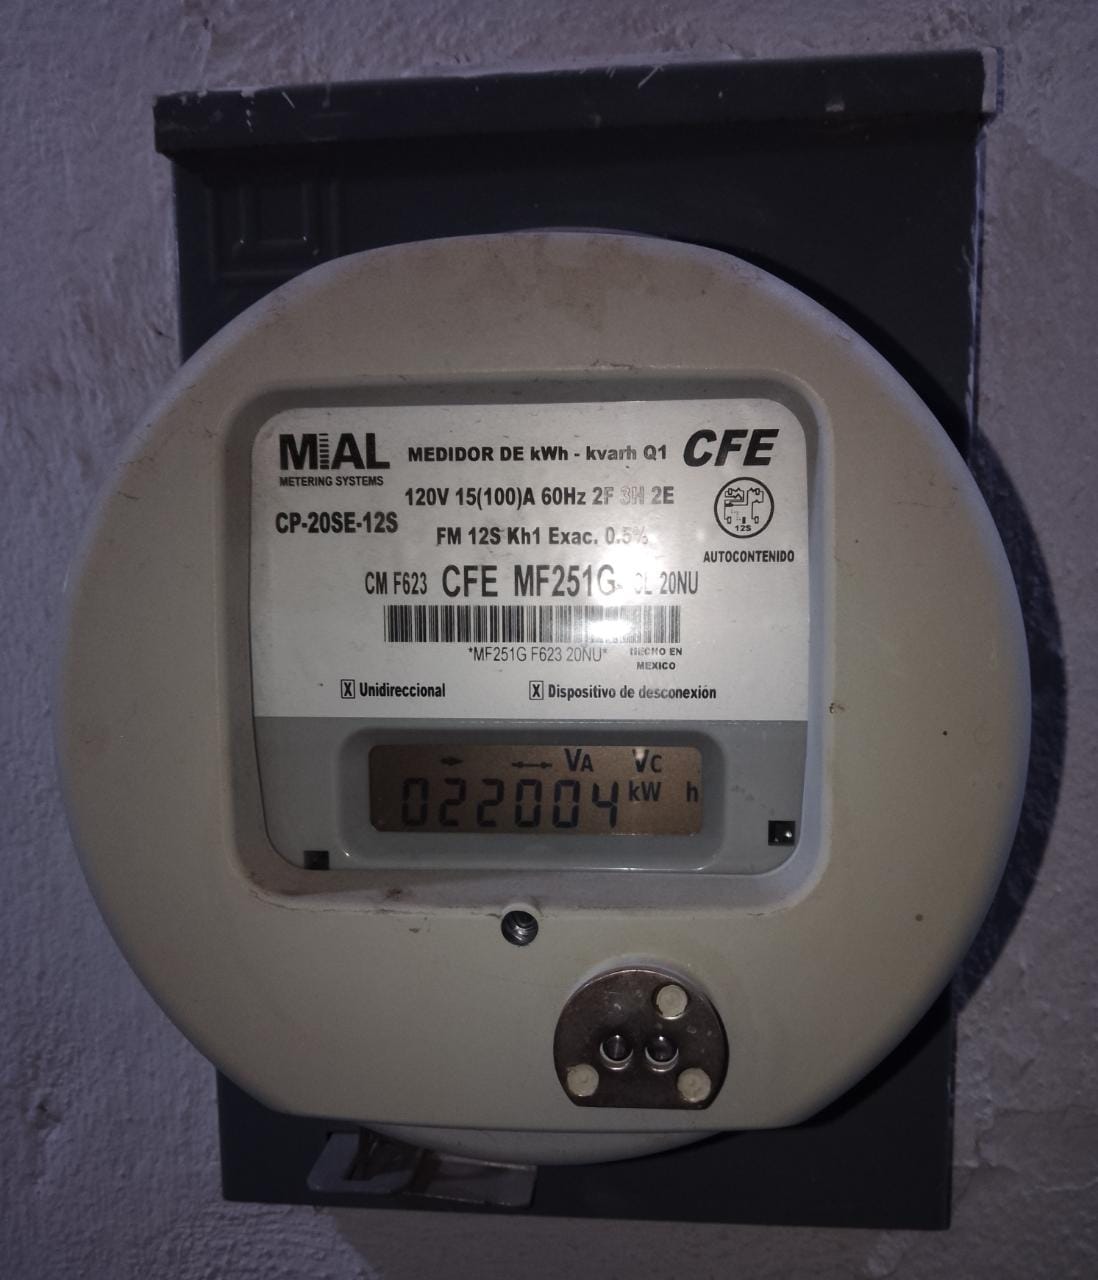 MIAL
METERING SYSTEMS
MEDIDOR DE kWh - kvarh Q1
CFE
120V 15(100)A 60Hz 2F 3H 2E
CP-20SE-12S
FM 12S Kh1 Exac. 0.5%
12S
AUTOCONTENIDO
CM F623 CFE MF251G CL 20NU
*MF251G F623 20NU*
HECHO EN
MEXICO
X Unidireccional
X Dispositivo de desconexión
VA VC
022004 kW h